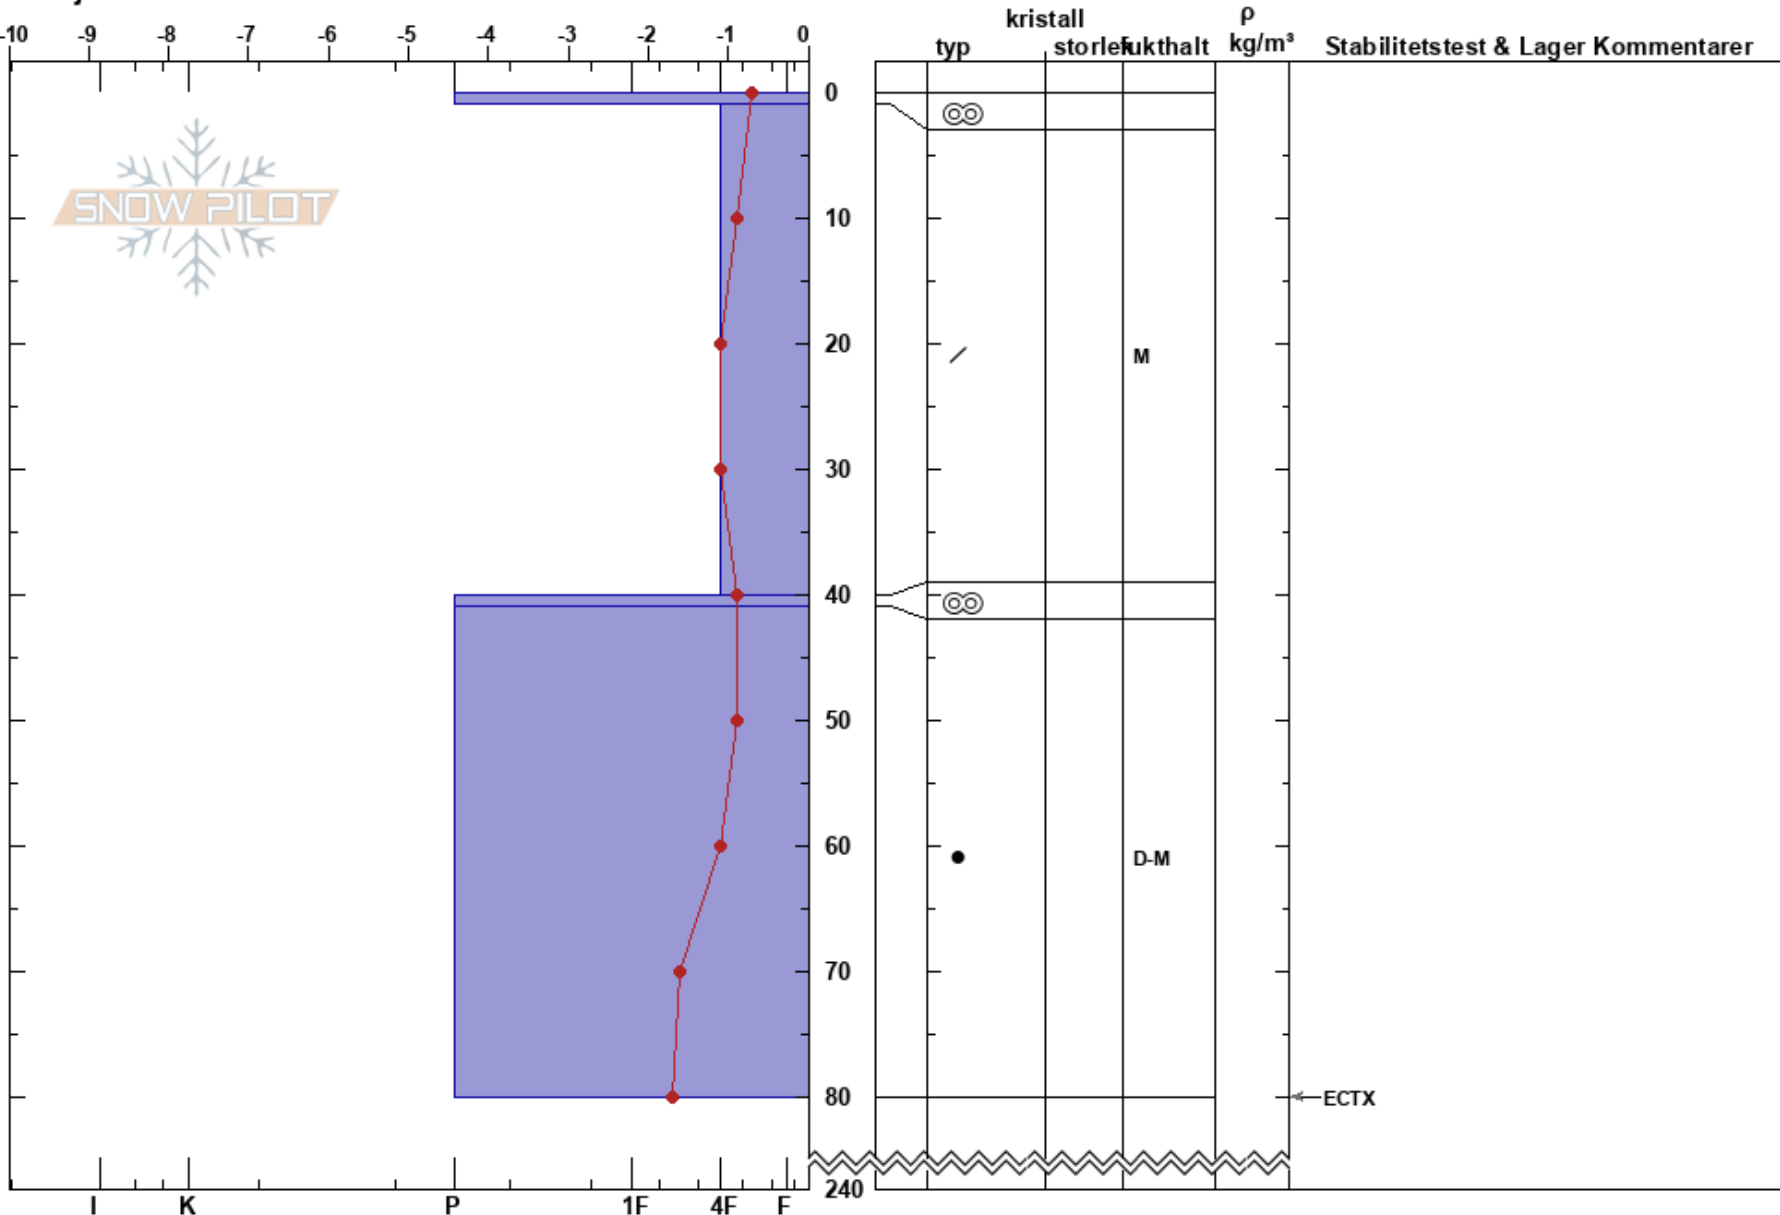 kristall ρ
-10 -9 -8 -7 -6 -5 -4 -3 -2 -1 0
typ storlek fukthalt kg/m³ Stabilitetstest & Lager Kommentarer
0
SNOW PILOT
10
20
M
30
40
50
60
D-M
70
80 ECTX
240
I K P 1F 4F F